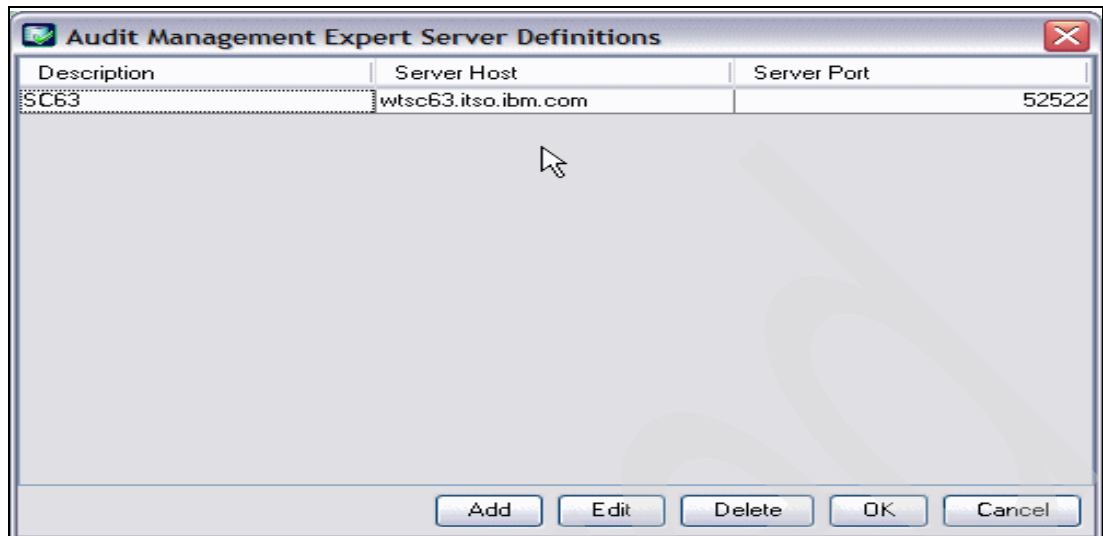 Audit Management Expert Server Definitions
Description Server Host Server Port
SC63 wtsc63.itso.ibm.com 52522
Add Edit Delete OK Cancel